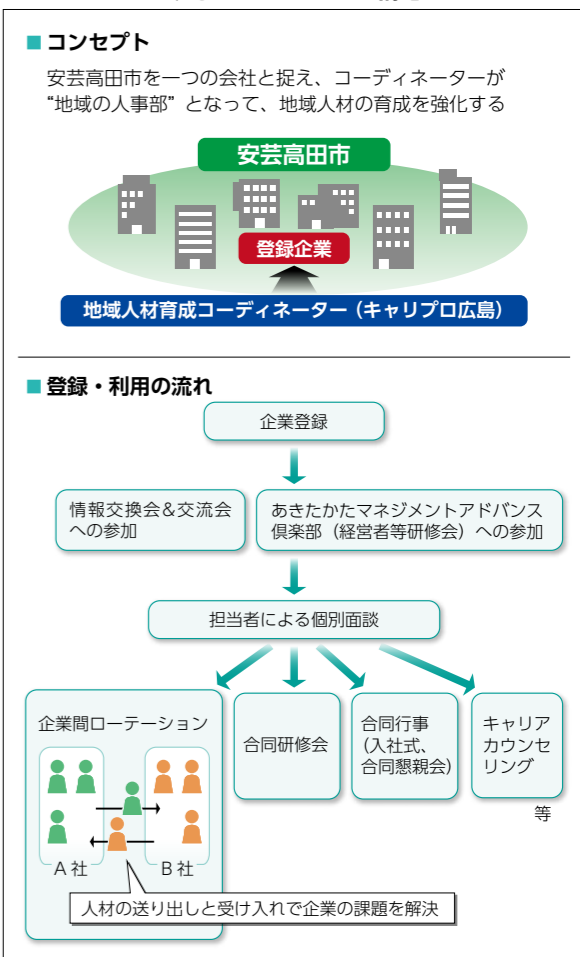 ■コンセプト
安芸高田市を一つの会社と捉え、コーディネーターが
“地域の人事部”となって、地域人材の育成を強化する
安芸高田市
登録企業
地域人材育成コーディネーター（キャリプロ広島）
■登録・利用の流れ
企業登録
情報交換会&交流会
への参加
あきたかたマネジメントアドバンス
倶楽部（経営者等研修会）への参加
担当者による個別面談
企業間ローテーション
A社
B社
人材の送り出しと受け入れで企業の課題を解決
合同研修会
合同行事
(入社式、
合同懇親会)
キャリア
カウンセ
リング
等